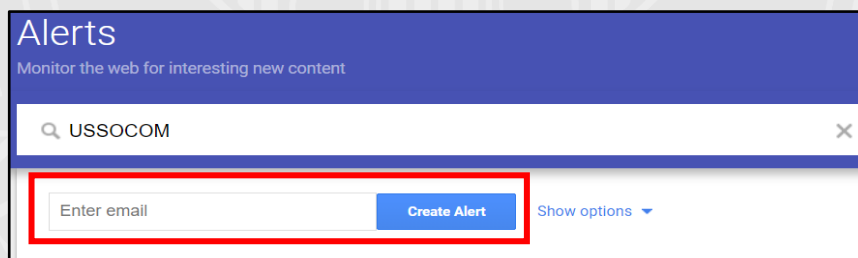 Alerts
Monitor the web for interesting new content
USSOCOM
Enter email Create Alert Show options